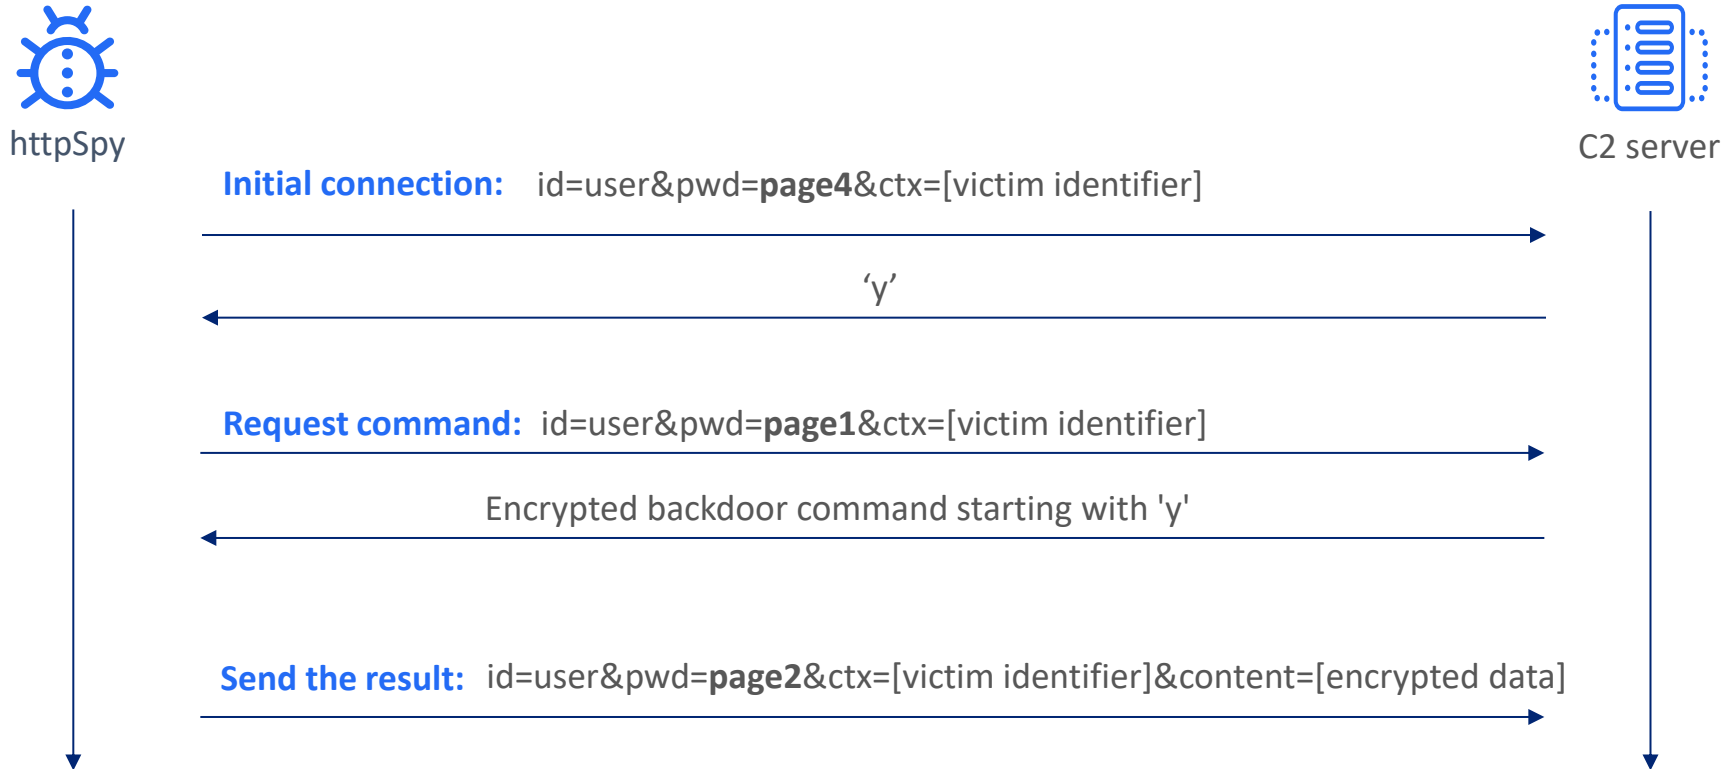 httpSpy
C2 server
Initial connection: id=user&pwd=page4&ctx=[victim identifier]
‘y’
Request command: id=user&pwd=page1&ctx=[victim identifier]
Encrypted backdoor command starting with 'y'
Send the result: id=user&pwd=page2&ctx=[victim identifier]&content=[encrypted data]